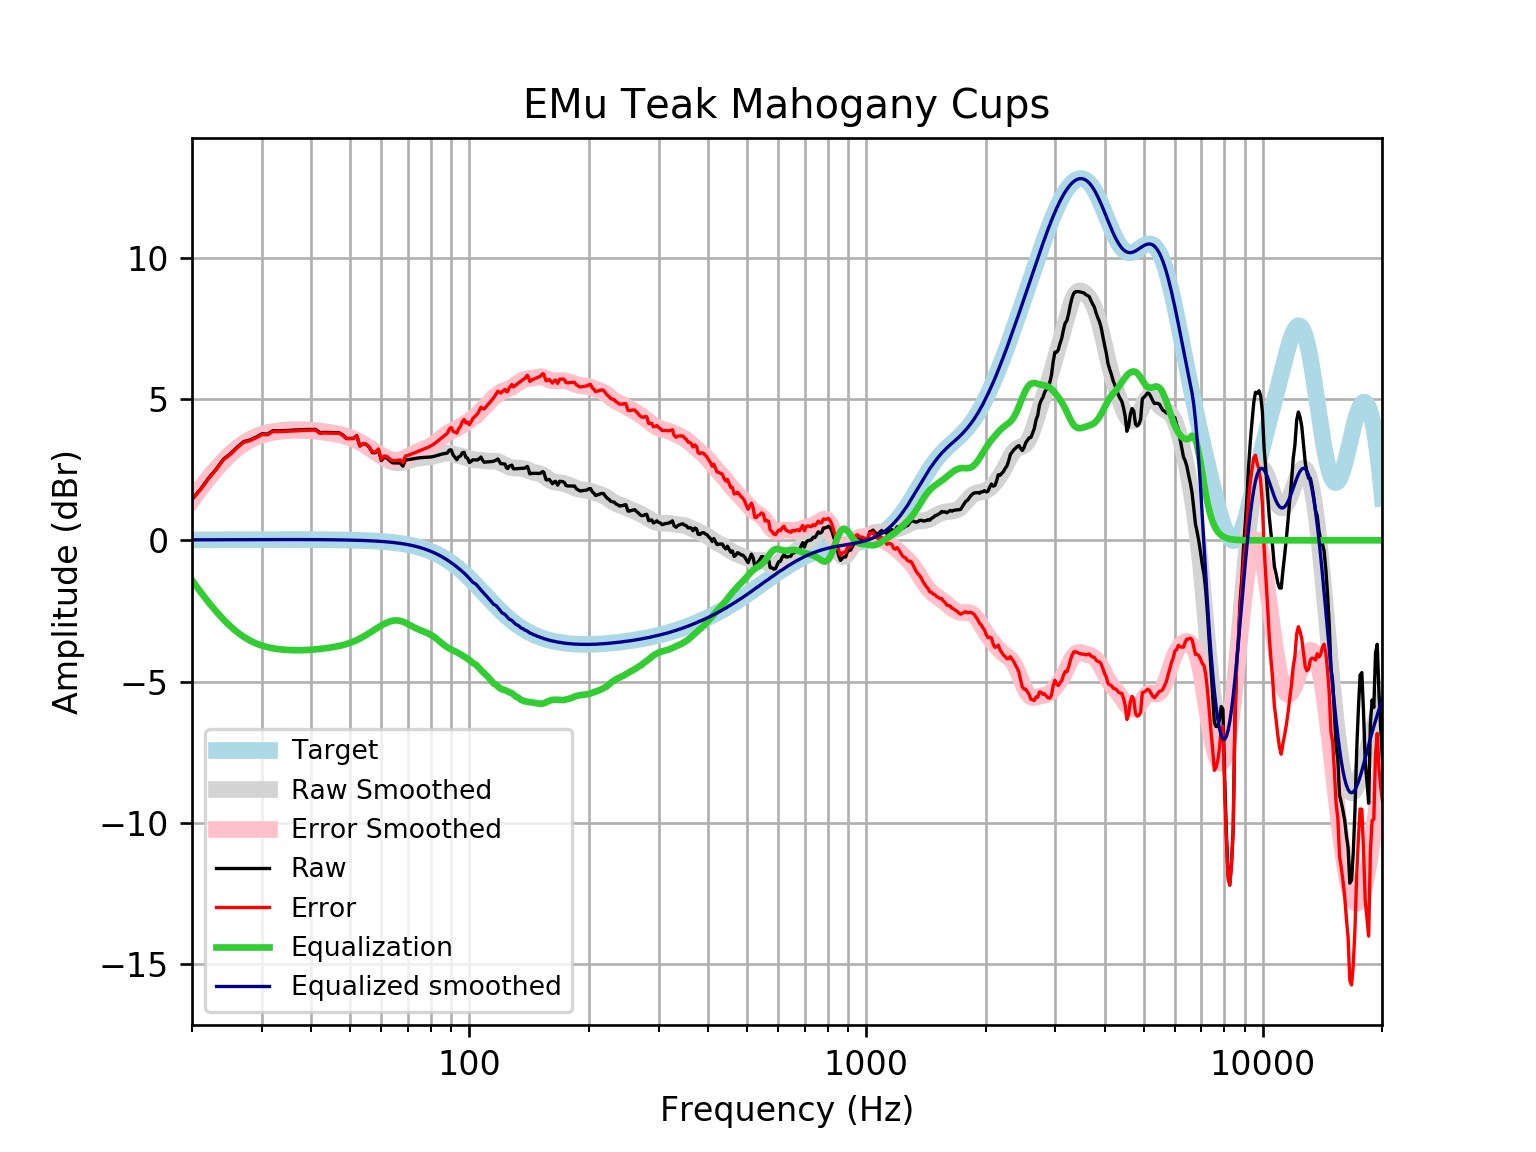 EMu Teak Mahogany Cups
Amplitude (dBr)
10
5
0
−5
−10
−15
Target
Raw Smoothed
Error Smoothed
Raw
Error
Equalization
Equalized smoothed
100 1000 10000
Frequency (Hz)